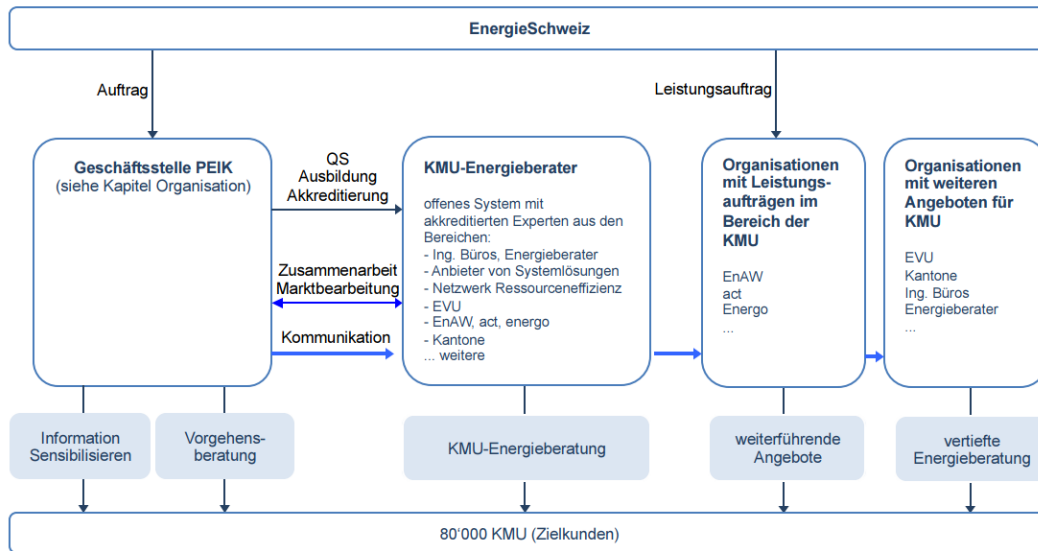 EnergieSchweiz
Auftrag
Leistungsauftrag
Geschäftsstelle PEIK
(siehe Kapitel Organisation)
QS
Ausbildung
Akkreditierung
Zusammenarbeit
Marktbearbeitung
Kommunikation
KMU-Energieberater
offenes System mit
akkreditierten Experten aus den
Bereichen:
- Ing. Büros, Energieberater
- Anbieter von Systemlösungen
- Netzwerk Ressourceneffizienz
- EVU
- EnAW, act, energo
- Kantone
... weitere
Organisationen
mit Leistungs-
aufträgen im
Bereich der
KMU
EnAW
act
Energo
...
Organisationen
mit weiteren
Angeboten für
KMU
EVU
Kantone
Ing. Büros
Energieberater
...
Information
Sensibilisieren
Vorgehens-
beratung
KMU-Energieberatung
weiterführende
Angebote
vertiefte
Energieberatung
80'000 KMU (Zielkunden)